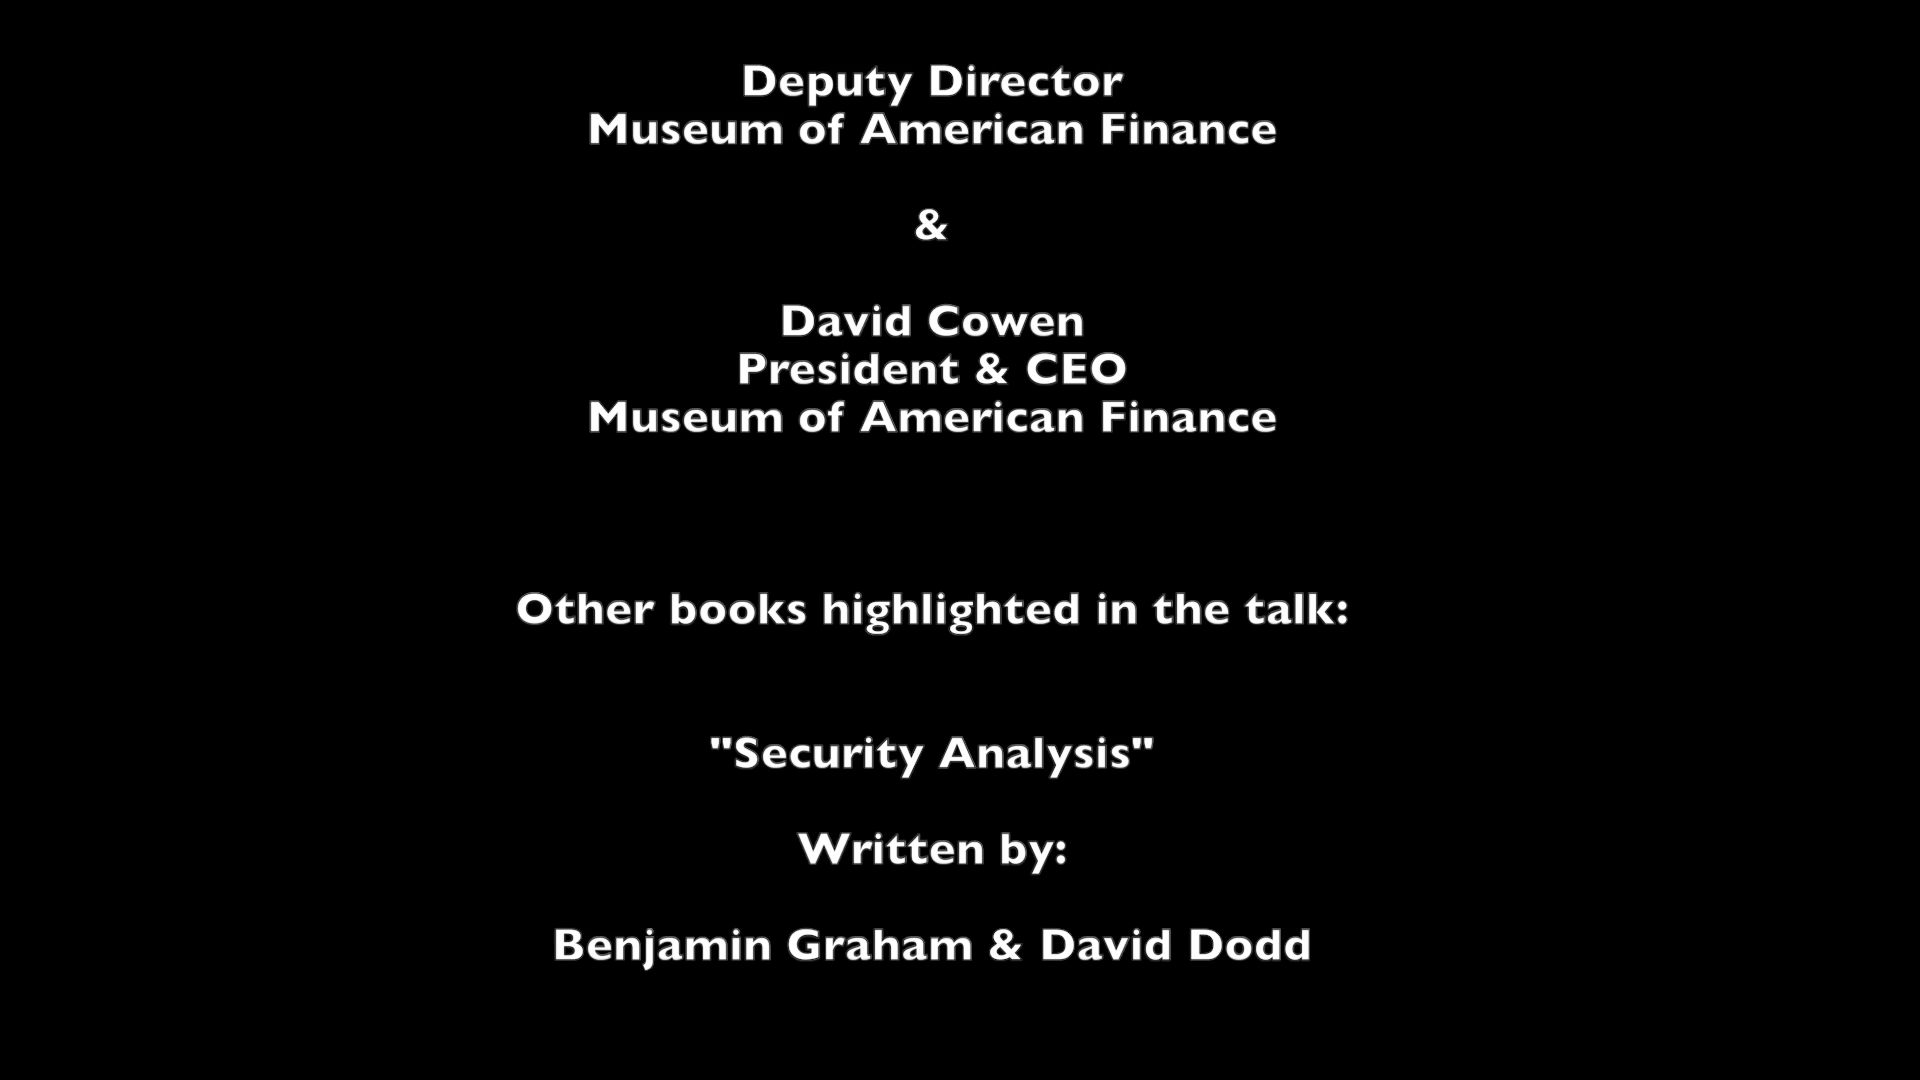 Deputy Director
Museum of American Finance
&
David Cowen
President & CEO
Museum of American Finance
Other books highlighted in the talk:
"Security Analysis"
Written by:
Benjamin Graham & David Dodd